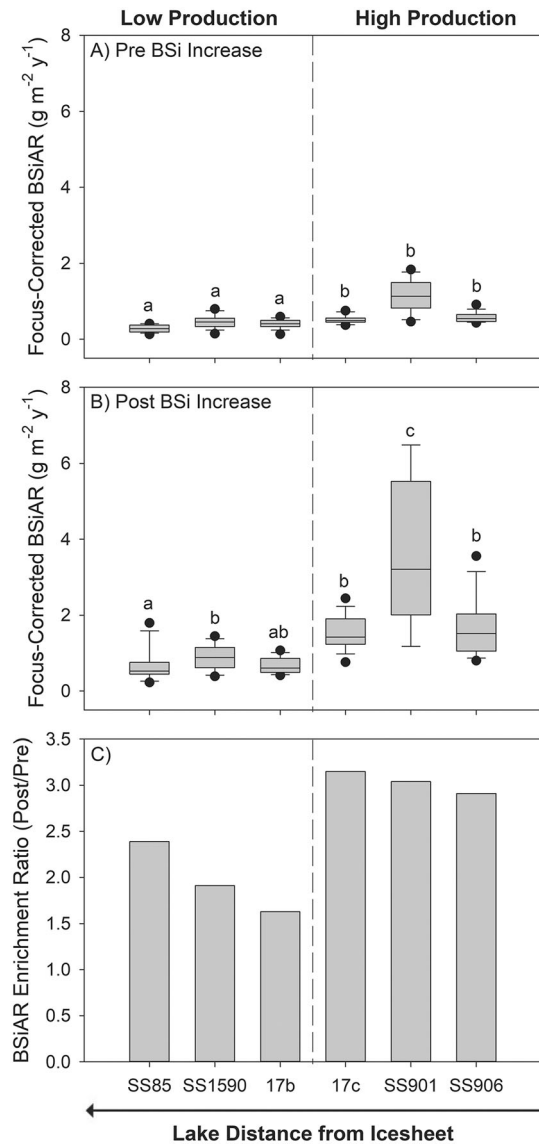 Low Production High Production
A) Pre BSi Increase
Focus-Corrected BSiAR (g m⁻² y⁻¹)
8
6
4
2
0
a a a b b b
B) Post BSi Increase
Focus-Corrected BSiAR (g m⁻² y⁻¹)
8
6
4
2
0
a b ab b c b
C)
BSiAR Enrichment Ratio (Post/Pre)
3.5
3.0
2.5
2.0
1.5
1.0
0.5
0.0
SS85 SS1590 17b 17c SS901 SS906
Lake Distance from Icesheet